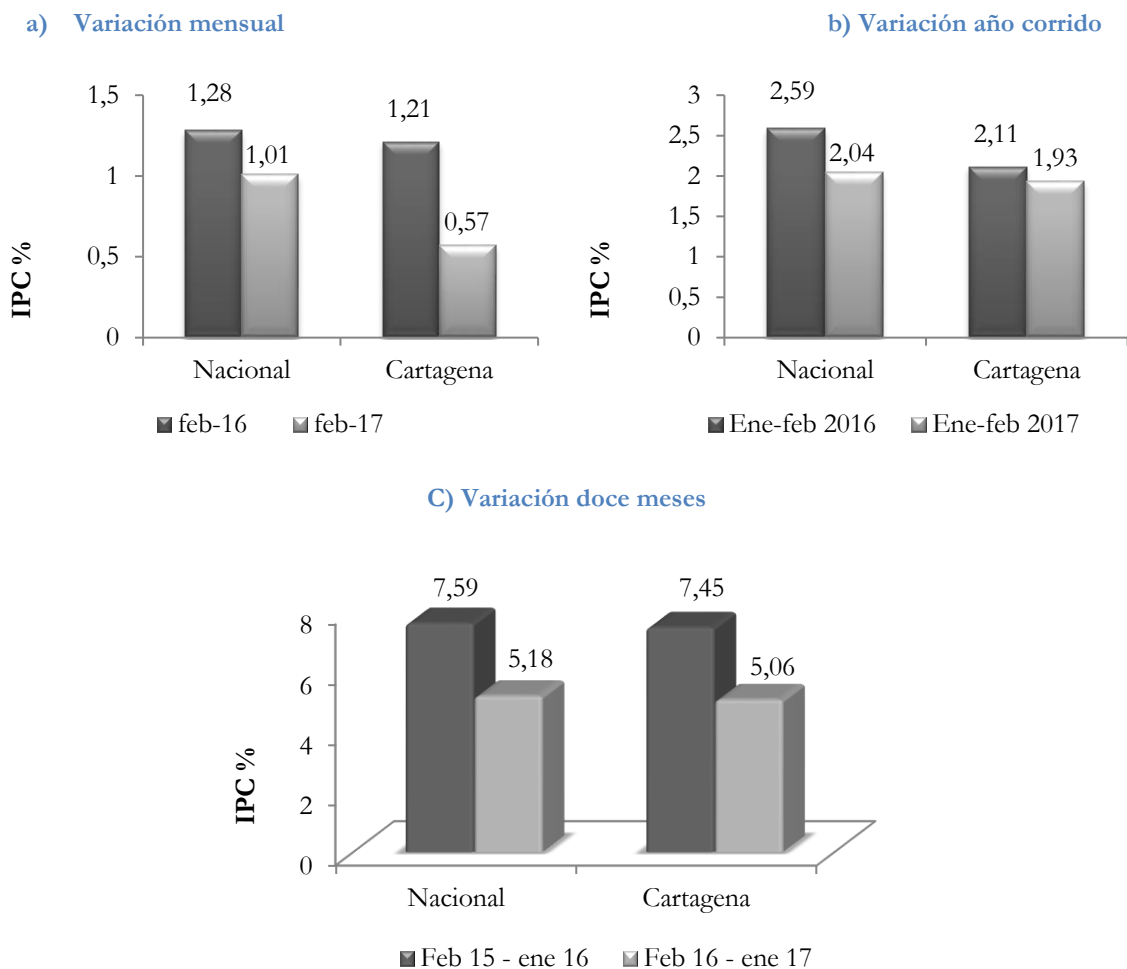 a) Variación mensual
b) Variación año corrido
1,5
1
0,5
0
IPC %
1,28
1,01
1,21
0,57
Nacional
Cartagena
feb-16
feb-17
3
2,5
2
1,5
1
0,5
0
IPC %
2,59
2,04
2,11
1,93
Nacional
Cartagena
Ene-feb 2016
Ene-feb 2017
C) Variación doce meses
8
6
4
2
0
IPC %
7,59
5,18
7,45
5,06
Nacional
Cartagena
Feb 15 - ene 16
Feb 16 - ene 17